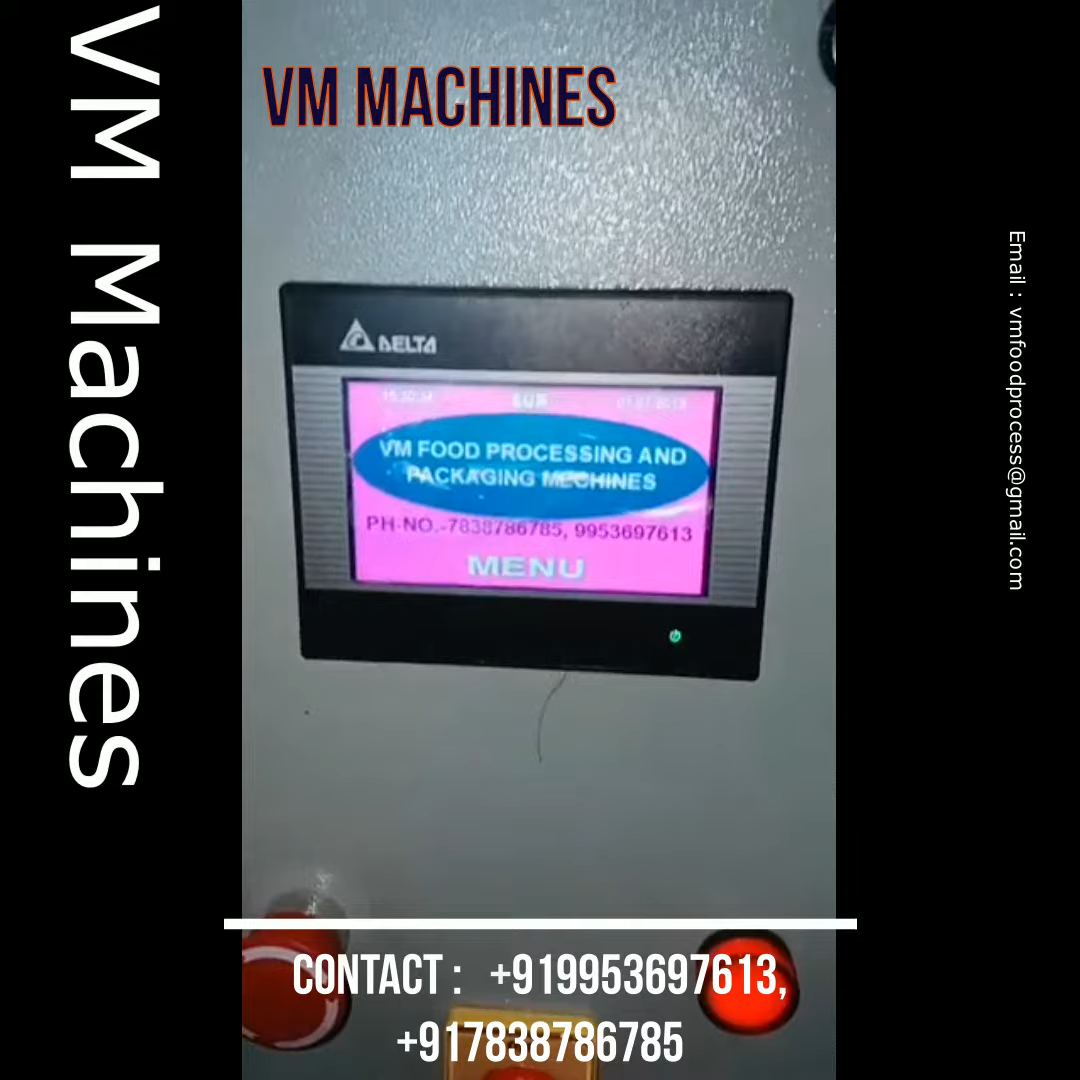 VM Machines
VM MACHINES
DELTA
SUN
VM FOOD PROCESSING AND
PACKAGING MECHINES
PH-NO.-7838786785, 9953697613
MENU
Email : vmfoodprocess@gmail.com
CONTACT : +919953697613,
+917838786785